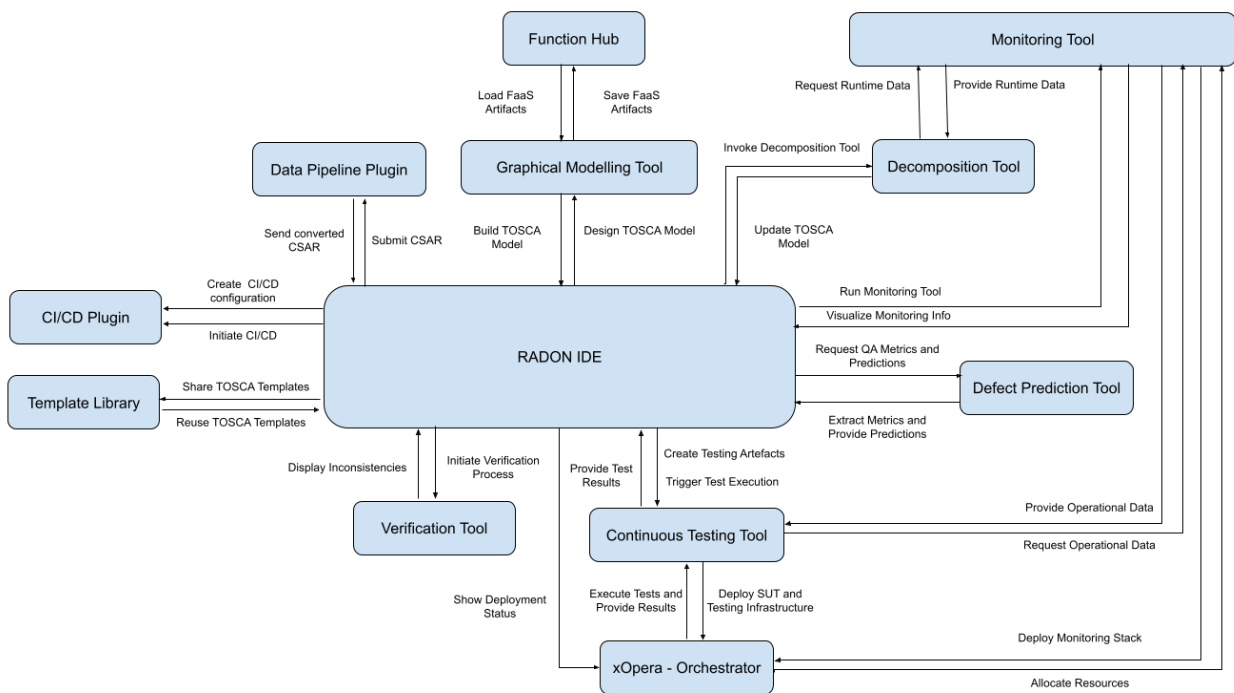 Function Hub
Monitoring Tool
Load FaaS
Artifacts
Save FaaS
Artifacts
Request Runtime Data
Provide Runtime Data
Data Pipeline Plugin
Graphical Modelling Tool
Invoke Decomposition Tool
Decomposition Tool
Send converted
CSAR
Submit CSAR
Build TOSCA
Model
Design TOSCA Model
Update TOSCA
Model
Create CI/CD
configuration
CI/CD Plugin
Initiate CI/CD
RADON IDE
Run Monitoring Tool
Visualize Monitoring Info
Request QA Metrics and
Predictions
Template Library
Share TOSCA Templates
Reuse TOSCA Templates
Defect Prediction Tool
Extract Metrics and
Provide Predictions
Display Inconsistencies
Initiate Verification
Process
Provide Test
Results
Create Testing Artefacts
Trigger Test Execution
Verification Tool
Continuous Testing Tool
Provide Operational Data
Request Operational Data
Show Deployment
Status
Execute Tests and
Provide Results
Deploy SUT and
Testing Infrastructure
xOpera - Orchestrator
Deploy Monitoring Stack
Allocate Resources